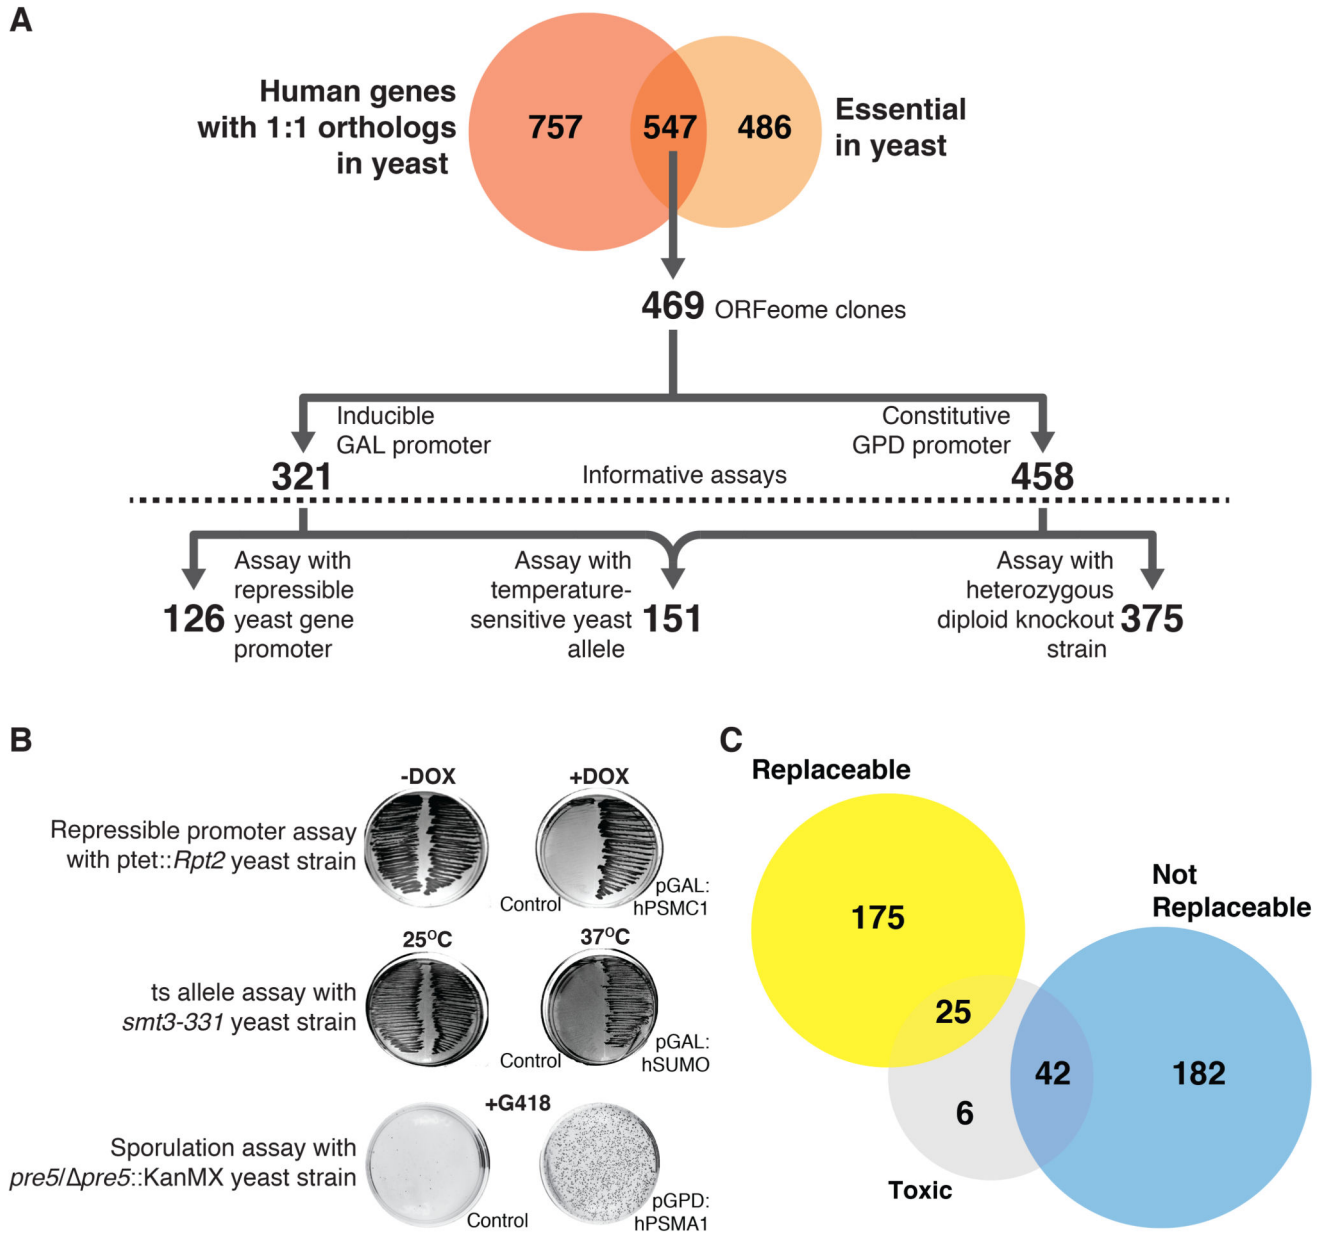 A
Human genes
with 1:1 orthologs
in yeast
757
547
486
Essential
in yeast
469 ORFeome clones
Inducible
GAL promoter
321
Informative assays
Constitutive
GPD promoter
458
126
Assay with
repressible
yeast gene
promoter
Assay with
temperature-
sensitive yeast
allele
151
Assay with
heterozygous
diploid knockout
strain
375
B
-DOX
+DOX
Repressible promoter assay
with ptet::Rpt2 yeast strain
Control
pGAL:
hPSMC1
25°C
37°C
ts allele assay with
smt3-331 yeast strain
Control
pGAL:
hSUMO
+G418
Sporulation assay with
pre5/Δpre5::KanMX yeast strain
Control
pGPD:
hPSMA1
C
Replaceable
175
Not
Replaceable
25
42
182
6
Toxic